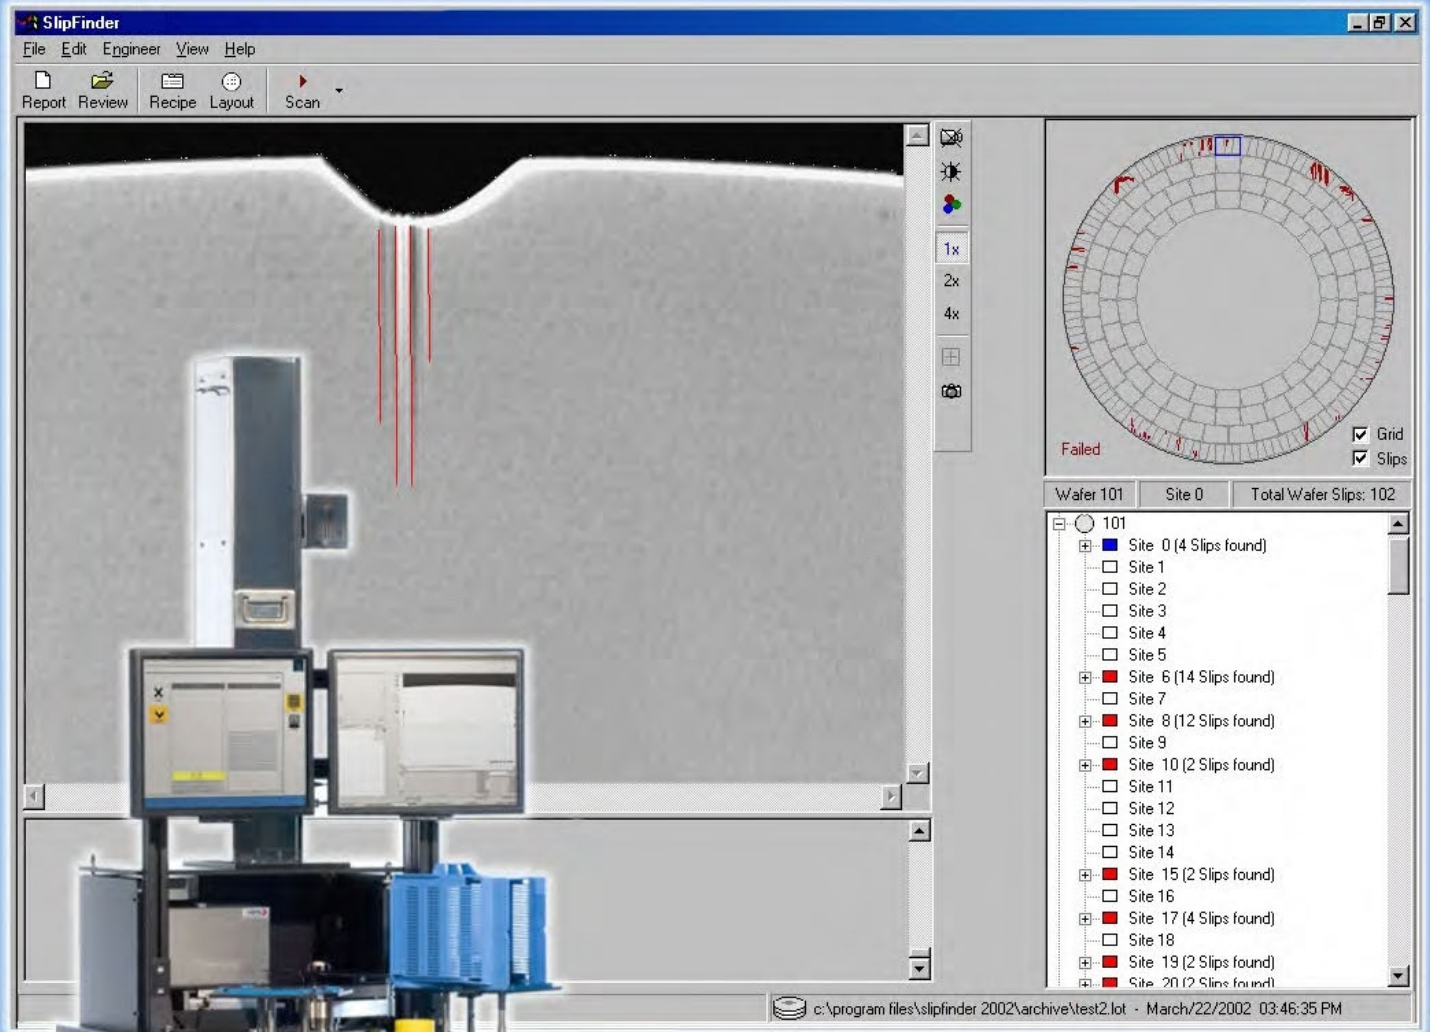 SlipFinder
File Edit Engineer View Help
Report Review Recipe Layout Scan
1x
2x
4x
Failed
Grid
Slips
Wafer 101 Site 0 Total Wafer Slips: 102
101
Site 0 (4 Slips found)
Site 1
Site 2
Site 3
Site 4
Site 5
Site 6 (14 Slips found)
Site 7
Site 8 (12 Slips found)
Site 9
Site 10 (2 Slips found)
Site 11
Site 12
Site 13
Site 14
Site 15 (2 Slips found)
Site 16
Site 17 (4 Slips found)
Site 18
Site 19 (2 Slips found)
Site 20 (2 Slips found)
c:\program files\slipfinder 2002\archive\test2.lot - March/22/2002 03:46:35 PM